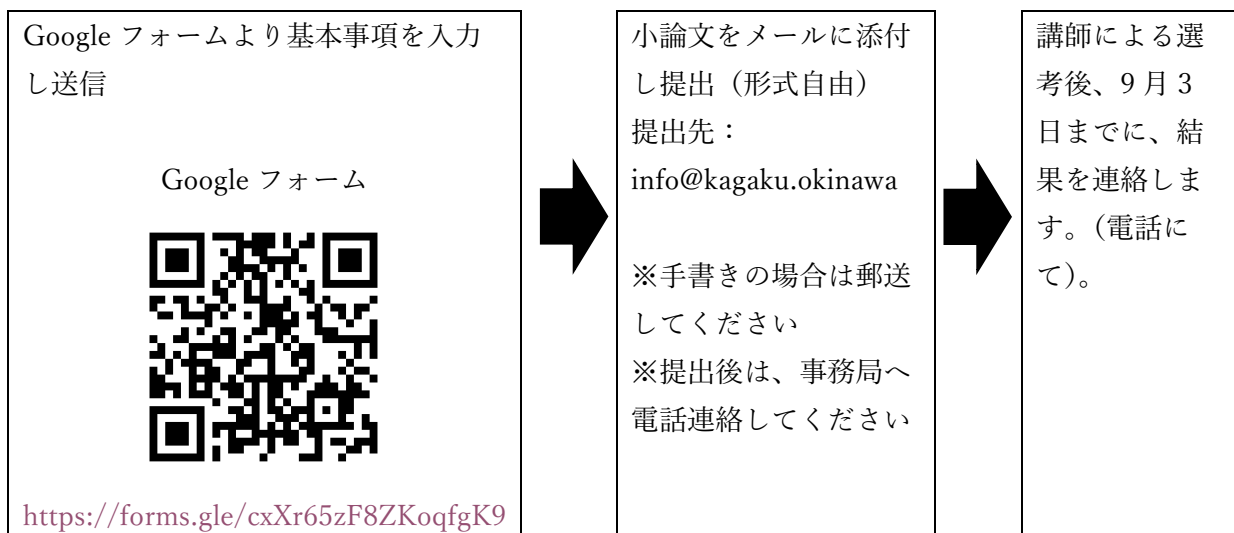 Google フォームより基本事項を入力
し送信
Google フォーム
https://forms.gle/cxXr65zF8ZKoqfgK9
小論文をメールに添付
し提出（形式自由）
提出先：
info@kagaku.okinawa
※手書きの場合は郵送
してください
※提出後は、事務局へ
電話連絡してください
講師による選
考後、9 月 3
日までに、結
果を連絡しま
す。（電話に
て）。